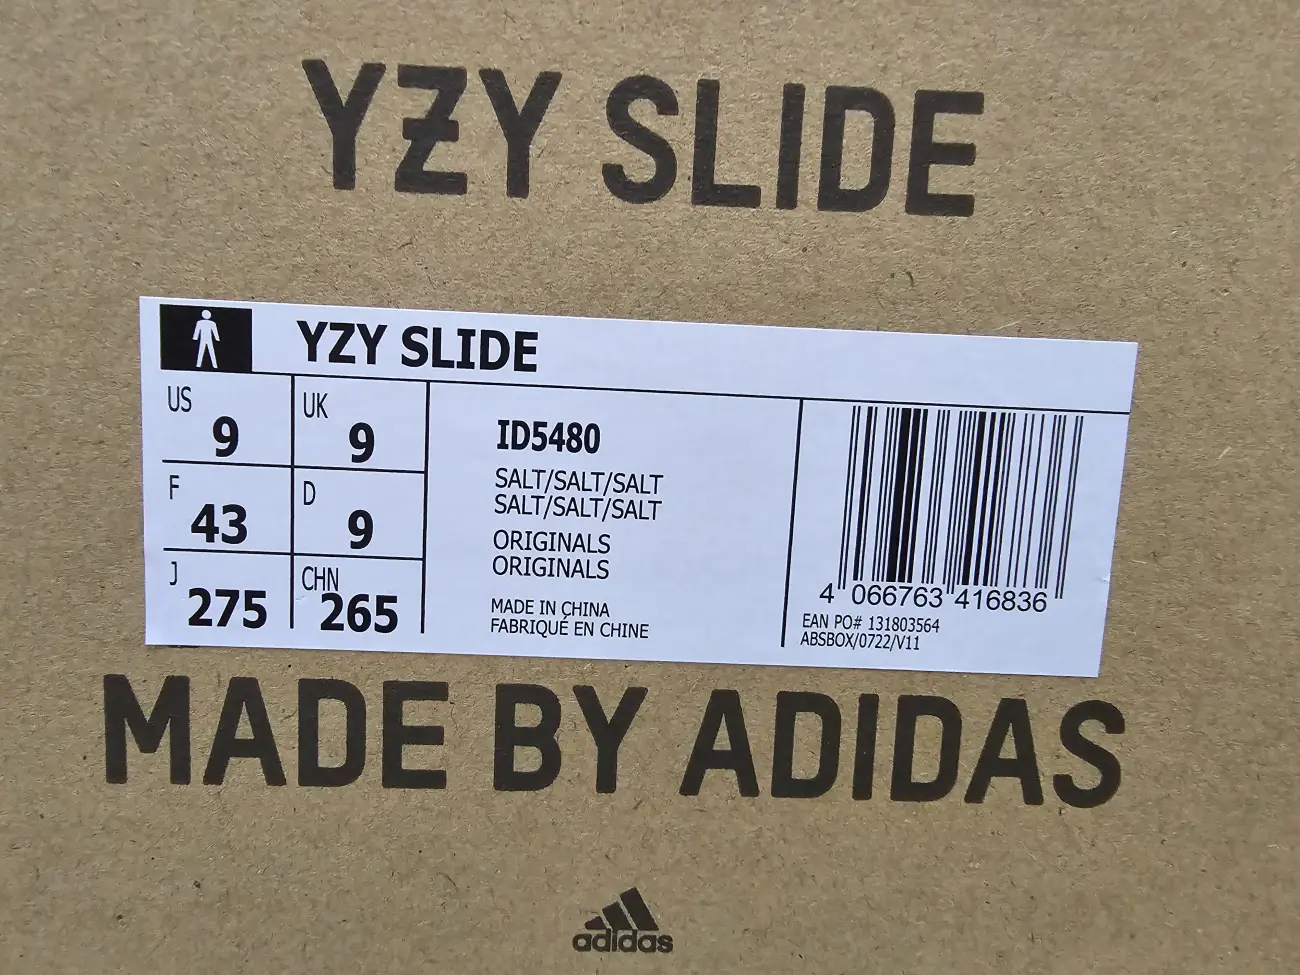 YZY SLIDE
YZY SLIDE
US 9 UK 9
F 43 D 9
J 275 CHN 265
ID5480
SALT/SALT/SALT
SALT/SALT/SALT
ORIGINALS
ORIGINALS
MADE IN CHINA
FABRIQUÉ EN CHINE
4 066763 416836
EAN PO# 131803564
ABSBOX/0722/V11
MADE BY ADIDAS
adidas